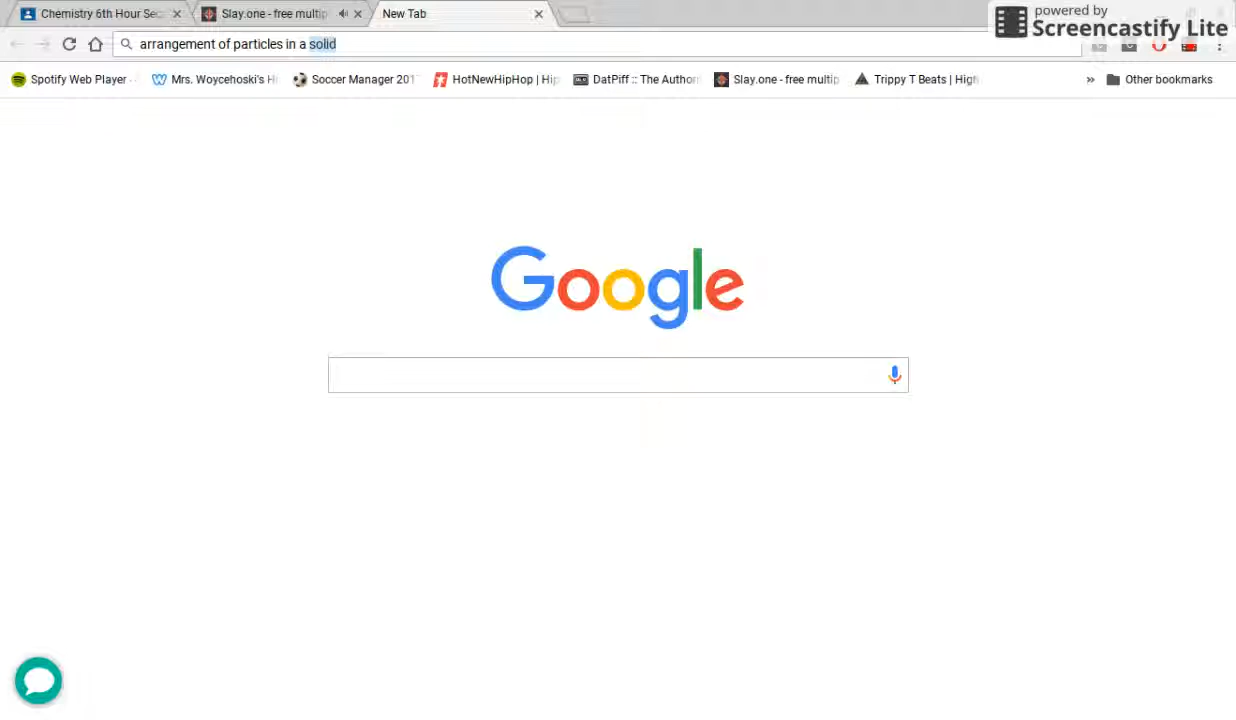 Chemistry 6th Hour Sec
Slay.one - free multip
New Tab
powered by
Screencastify Lite
arrangement of particles in a solid
Spotify Web Player -
Mrs. Woycehoski's H
Soccer Manager 201
HotNewHipHop | Hip
DatPiff :: The Author
Slay.one - free multip
Trippy T Beats | High
» Other bookmarks
Google